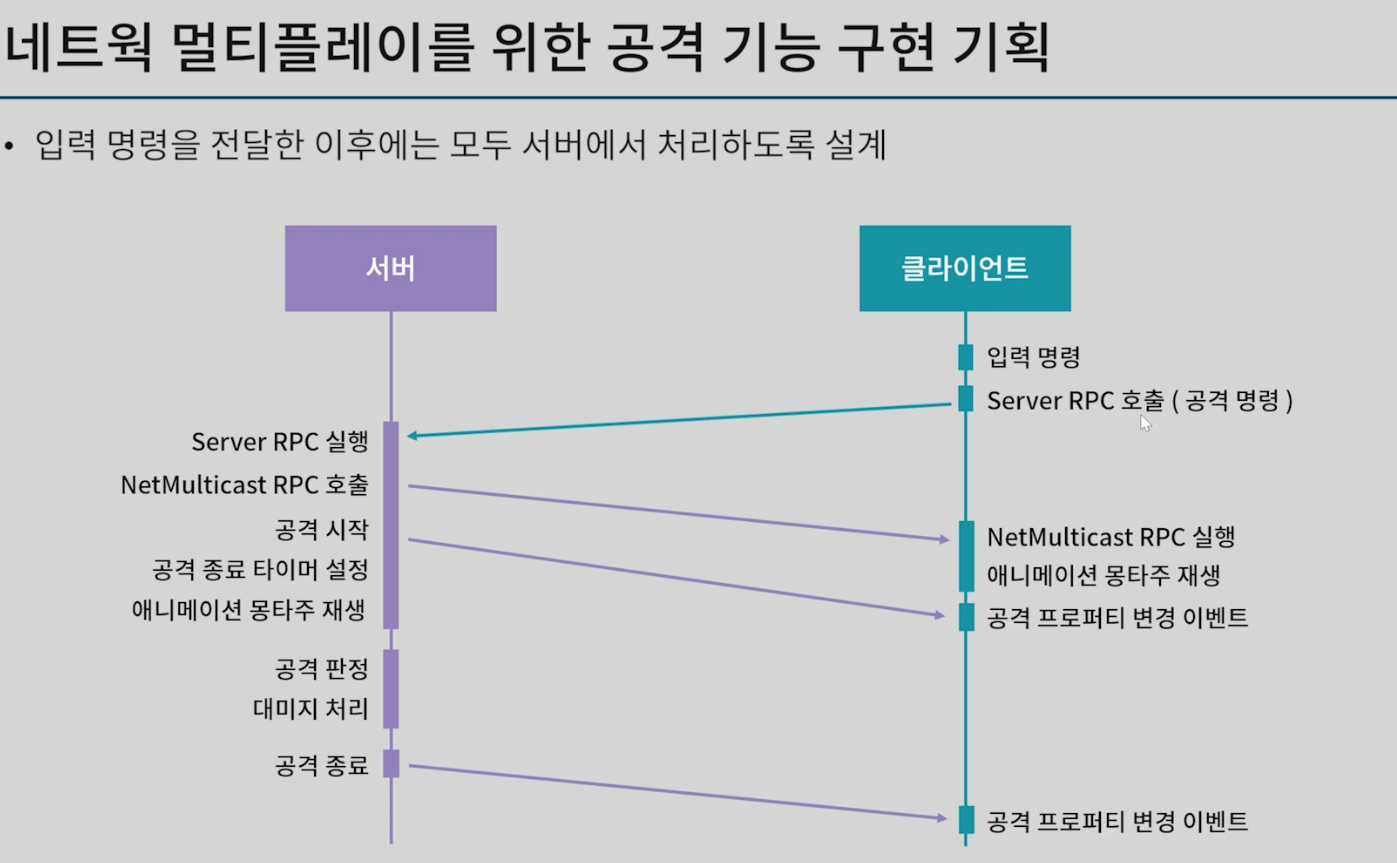 네트웍 멀티플레이를 위한 공격 기능 구현 기획
• 입력 명령을 전달한 이후에는 모두 서버에서 처리하도록 설계
서버
클라이언트
입력 명령
Server RPC 호출 ( 공격 명령 )
Server RPC 실행
NetMulticast RPC 호출
공격 시작
공격 종료 타이머 설정
애니메이션 몽타주 재생
NetMulticast RPC 실행
애니메이션 몽타주 재생
공격 프로퍼티 변경 이벤트
공격 판정
대미지 처리
공격 종료
공격 프로퍼티 변경 이벤트